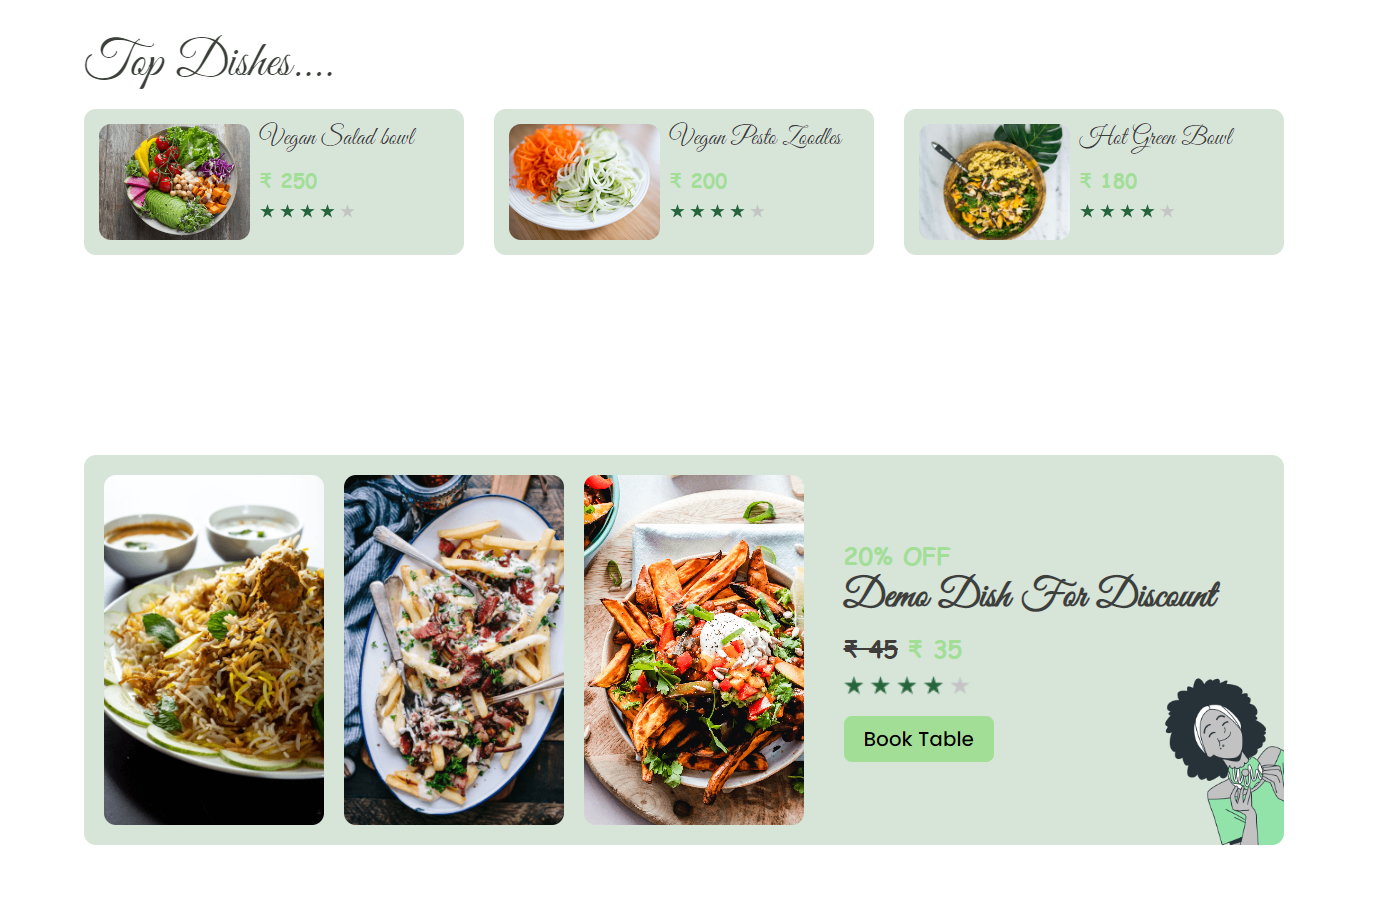 Top Dishes....
Vegan Salad bowl
₹ 250
Vegan Pesto Zoodles
₹ 200
Hot Green Bowl
₹ 180
20% OFF
Demo Dish For Discount
₹ 45 ₹ 35
Book Table